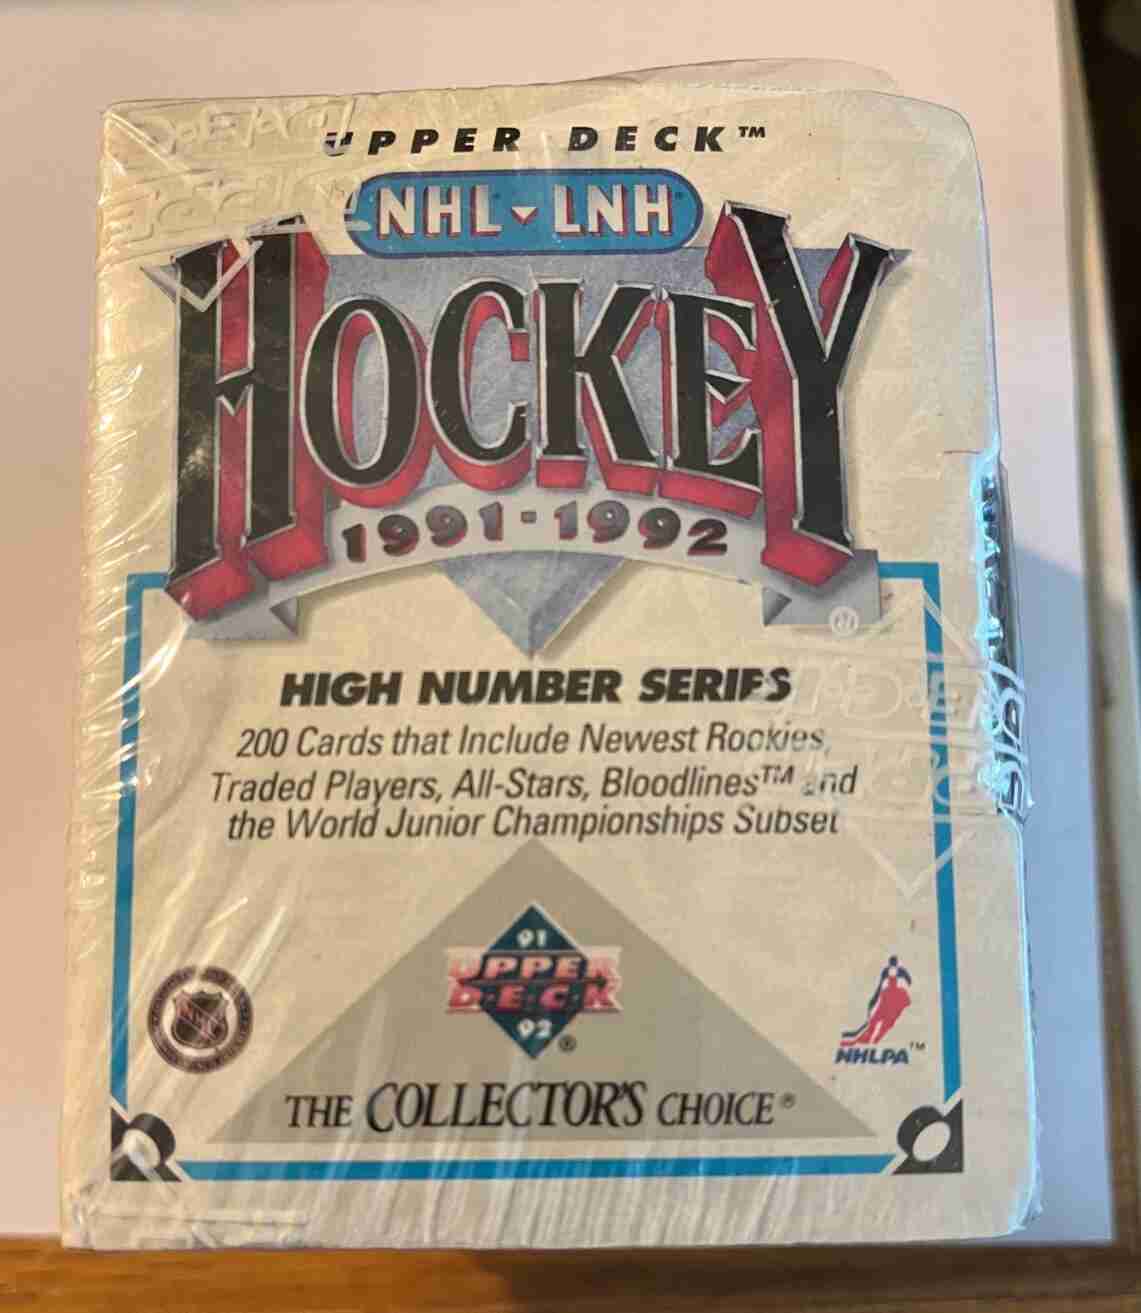 UPPER DECK™
NHL LNH
HOCKEY
1991-1992
HIGH NUMBER SERIES
200 Cards that Include Newest Rookies,
Traded Players, All-Stars, Bloodlines™ and
the World Junior Championships Subset
91
UPPER
DECK
92 ®
NHL
NHLPA™
THE COLLECTOR'S CHOICE®